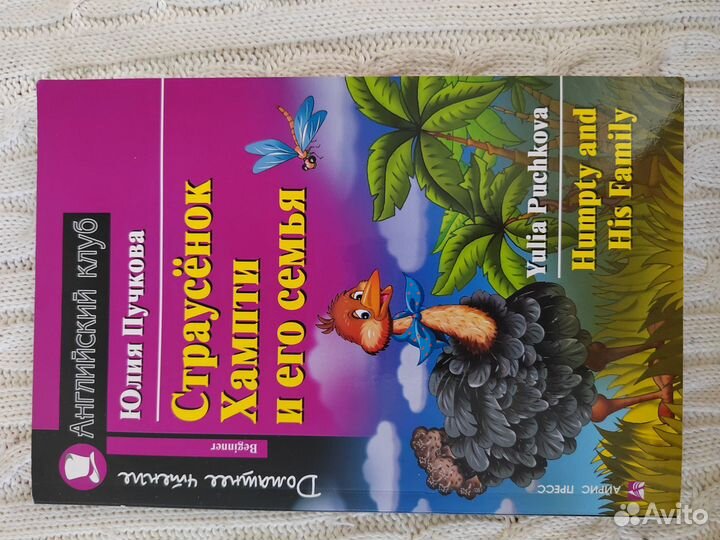 Английский клуб
Юлия Пучкова
Страусёнок
Хампти
и его семья
Beginner
Домашнее чтение
Yulia Puchkova
Humpty and
His Family
АЙРИС ПРЕСС
Avito